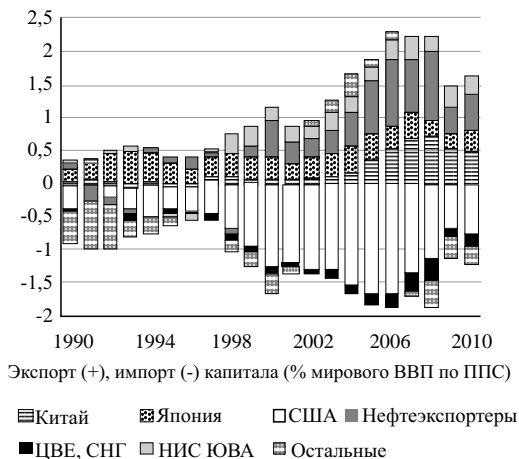 2,5
2
1,5
1
0,5
0
-0,5
-1
-1,5
-2
1990 1994 1998 2002 2006 2010
Экспорт (+), импорт (-) капитала (% мирового ВВП по ППС)
Китай Япония США Нефтеэкспортеры
ЦВЕ, СНГ НИС ЮВА Остальные